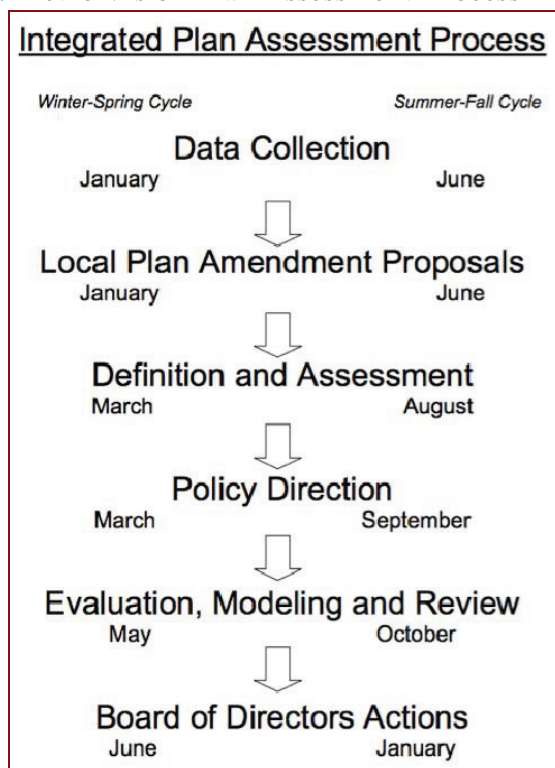 Integrated Plan Assessment Process
Winter-Spring Cycle Summer-Fall Cycle
Data Collection
January June
Local Plan Amendment Proposals
January June
Definition and Assessment
March August
Policy Direction
March September
Evaluation, Modeling and Review
May October
Board of Directors Actions
June January